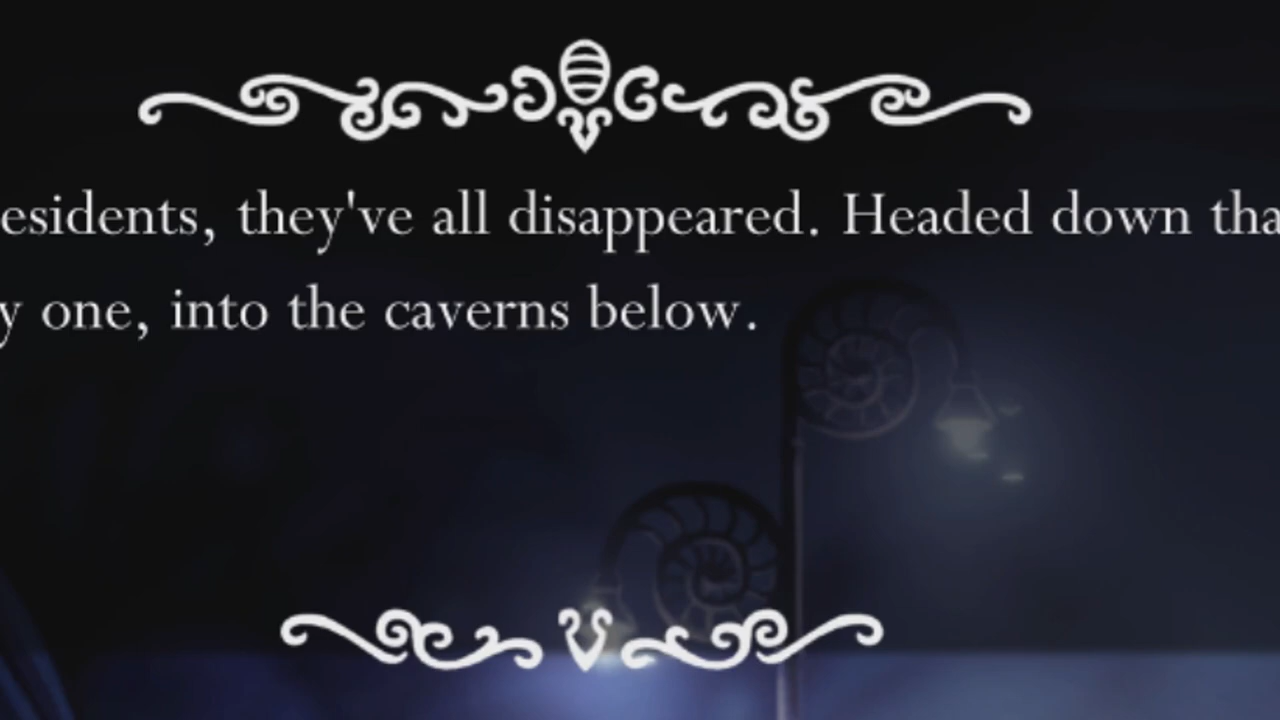 esidents, they've all disappeared. Headed down tha
y one, into the caverns below.